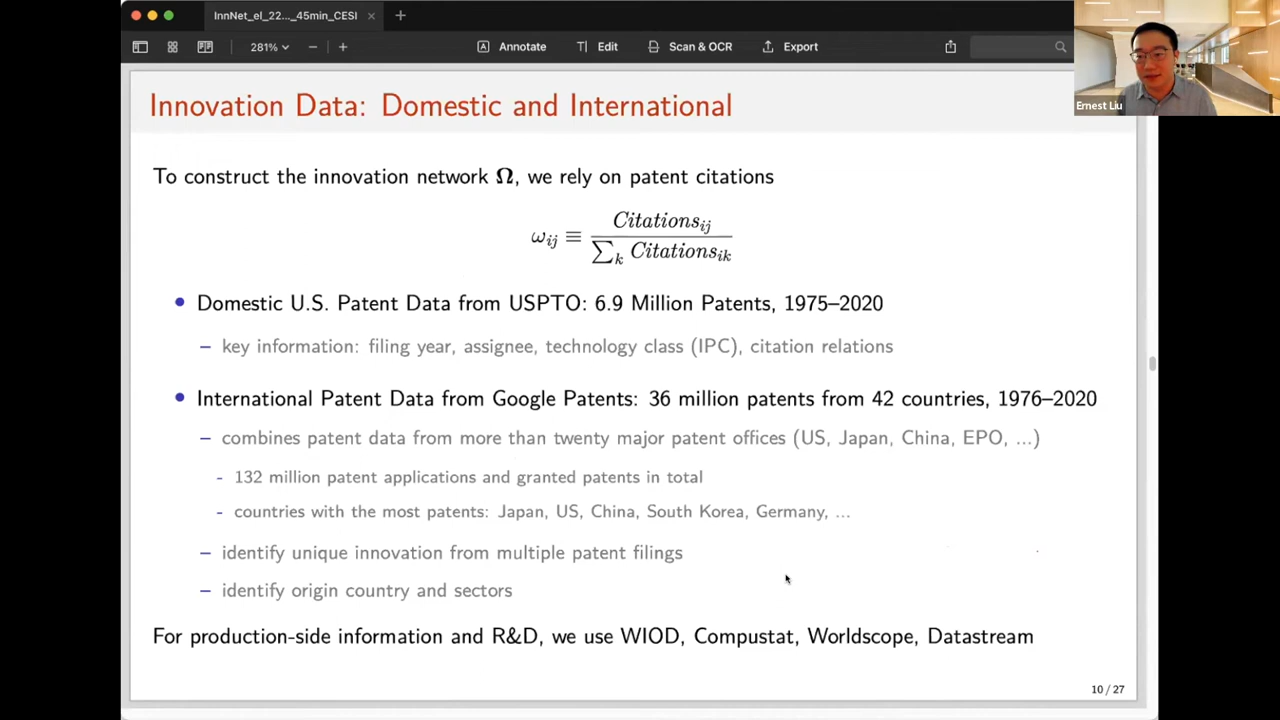 InnNet_el_22..._45min_CESI
281%
Annotate
Edit
Scan & OCR
Export
Ernest Liu
Innovation Data: Domestic and International
To construct the innovation network Ω, we rely on patent citations
ω_ij ≡ Citations_ij / ∑_k Citations_ik
• Domestic U.S. Patent Data from USPTO: 6.9 Million Patents, 1975–2020
– key information: filing year, assignee, technology class (IPC), citation relations
• International Patent Data from Google Patents: 36 million patents from 42 countries, 1976–2020
– combines patent data from more than twenty major patent offices (US, Japan, China, EPO, ...)
- 132 million patent applications and granted patents in total
- countries with the most patents: Japan, US, China, South Korea, Germany, ...
– identify unique innovation from multiple patent filings
– identify origin country and sectors
For production-side information and R&D, we use WIOD, Compustat, Worldscope, Datastream
10 / 27